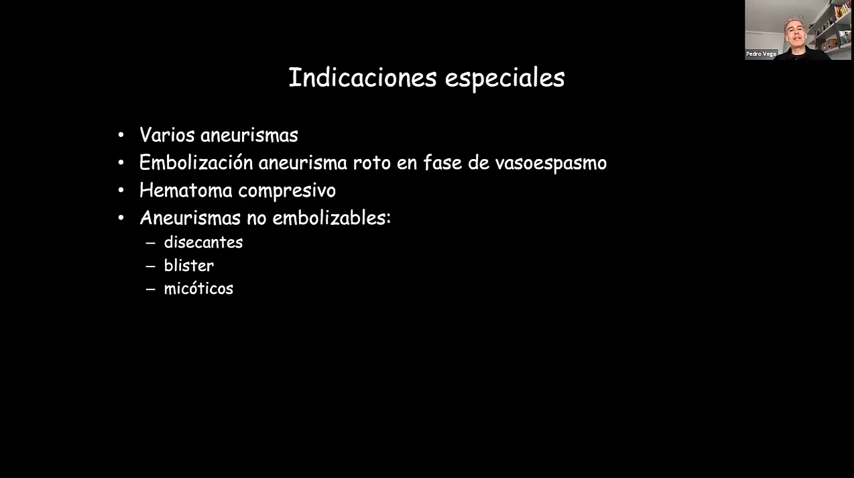 Pedro Vega
Indicaciones especiales
• Varios aneurismas
• Embolización aneurisma roto en fase de vasoespasmo
• Hematoma compresivo
• Aneurismas no embolizables:
– disecantes
– blister
– micóticos